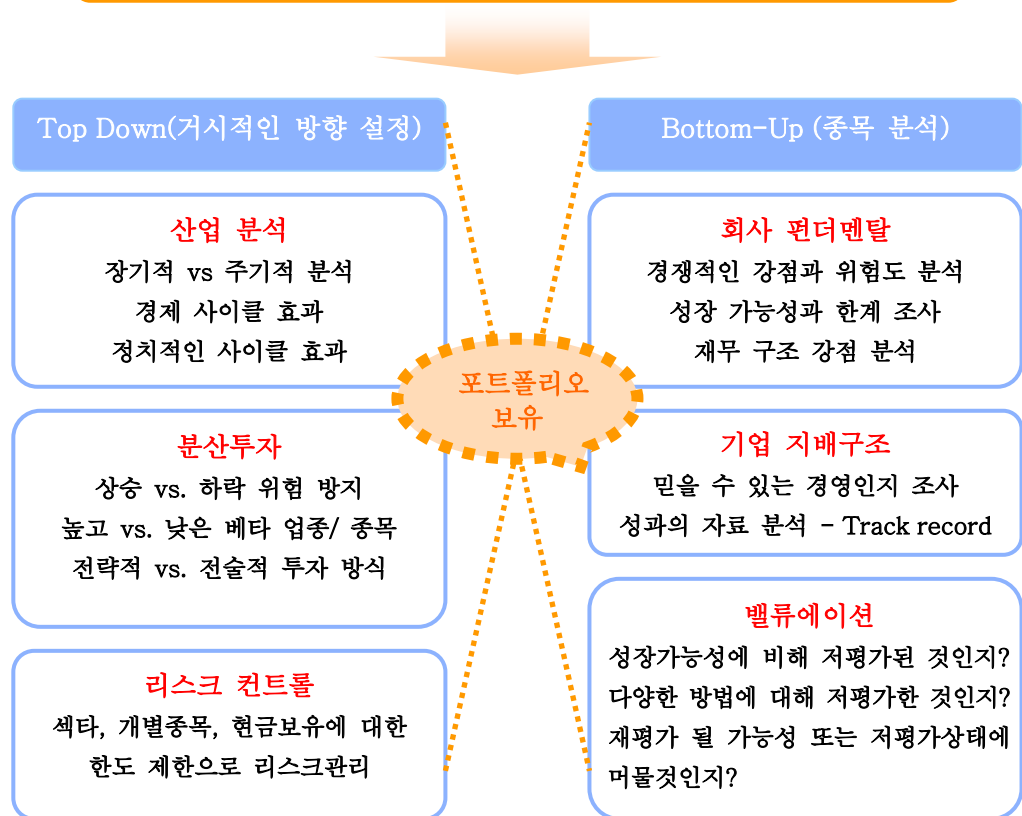 Top Down(거시적인 방향 설정)
산업 분석
장기적 vs 주기적 분석
경제 사이클 효과
정치적인 사이클 효과
분산투자
상승 vs. 하락 위험 방지
높고 vs. 낮은 베타 업종/ 종목
전략적 vs. 전술적 투자 방식
리스크 컨트롤
섹타, 개별종목, 현금보유에 대한
한도 제한으로 리스크관리
포트폴리오
보유
Bottom-Up (종목 분석)
회사 펀더멘탈
경쟁적인 강점과 위험도 분석
성장 가능성과 한계 조사
재무 구조 강점 분석
기업 지배구조
믿을 수 있는 경영인지 조사
성과의 자료 분석 - Track record
밸류에이션
성장가능성에 비해 저평가된 것인지?
다양한 방법에 대해 저평가한 것인지?
재평가 될 가능성 또는 저평가상태에
머물것인지?